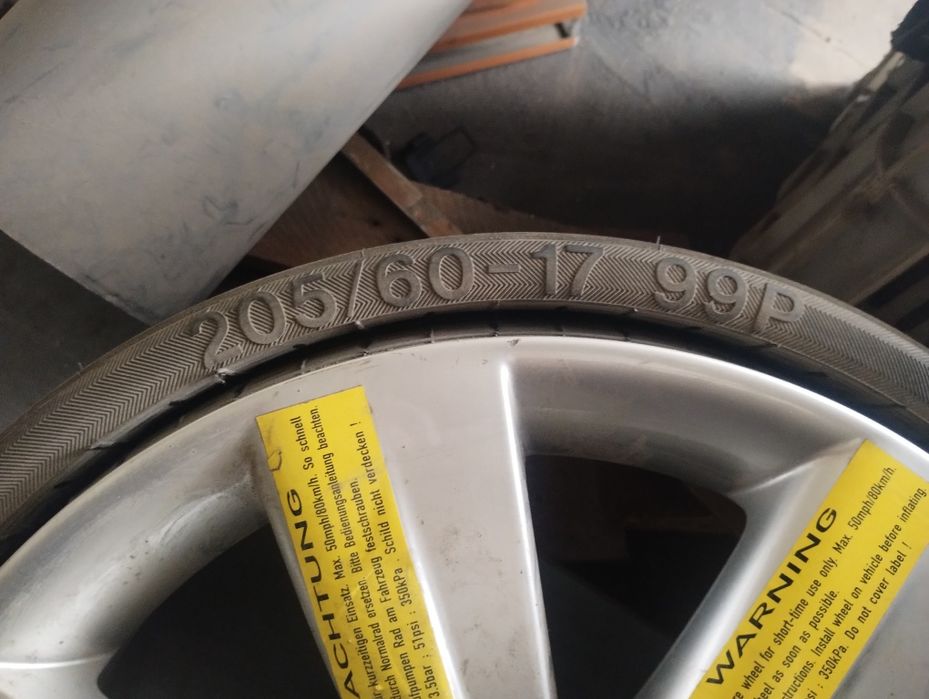 205/60-17 99P
ACHTUNG
kurzzeitigen Einsatz. Max. 50mph/80km/h. So schnell
durch Normalrad ersetzen. Bitte Bedienungsanleitung beachten.
Rad am Fahrzeug festschrauben.
3.5bar : 51psi : 350kPa. Schild nicht verdecken !
WARNING
wheel for short-time use only. Max. 50mph/80km/h.
as soon as possible.
Install wheel on vehicle before inflating.
: 350kPa. Do not cover label !